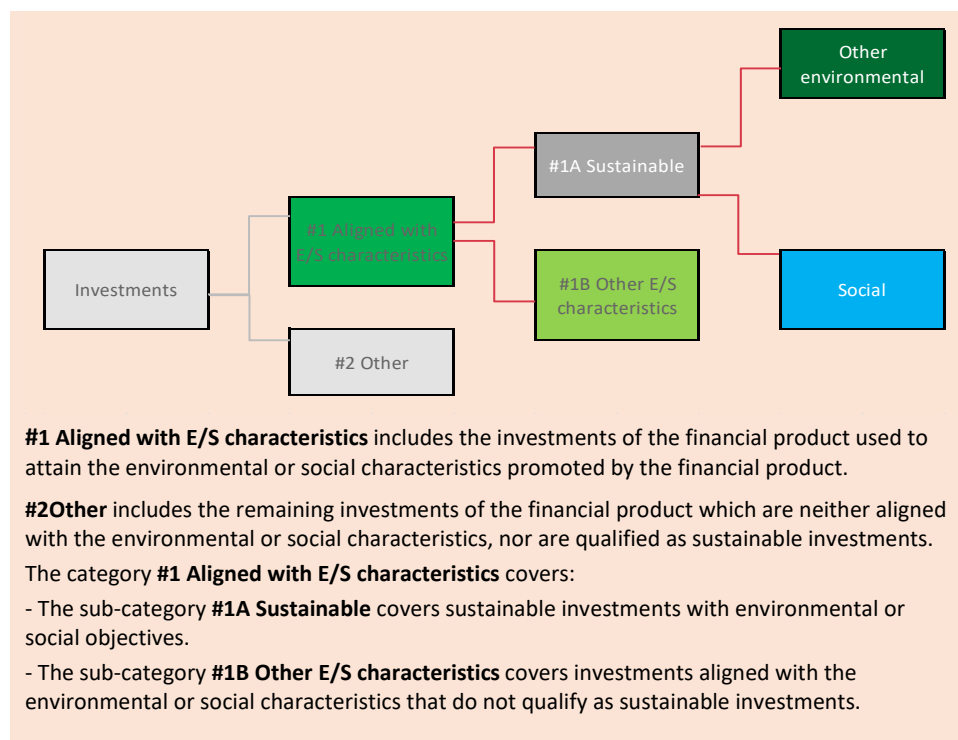 Other
environmental
#1A Sustainable
#1 Aligned with
E/S characteristics
Investments
#1B Other E/S
characteristics
Social
#2 Other
#1 Aligned with E/S characteristics includes the investments of the financial product used to
attain the environmental or social characteristics promoted by the financial product.
#2Other includes the remaining investments of the financial product which are neither aligned
with the environmental or social characteristics, nor are qualified as sustainable investments.
The category #1 Aligned with E/S characteristics covers:
- The sub-category #1A Sustainable covers sustainable investments with environmental or
social objectives.
- The sub-category #1B Other E/S characteristics covers investments aligned with the
environmental or social characteristics that do not qualify as sustainable investments.